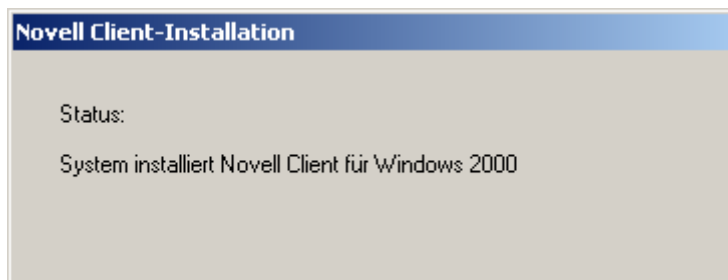 Novell Client-Installation
Status:
System installiert Novell Client für Windows 2000